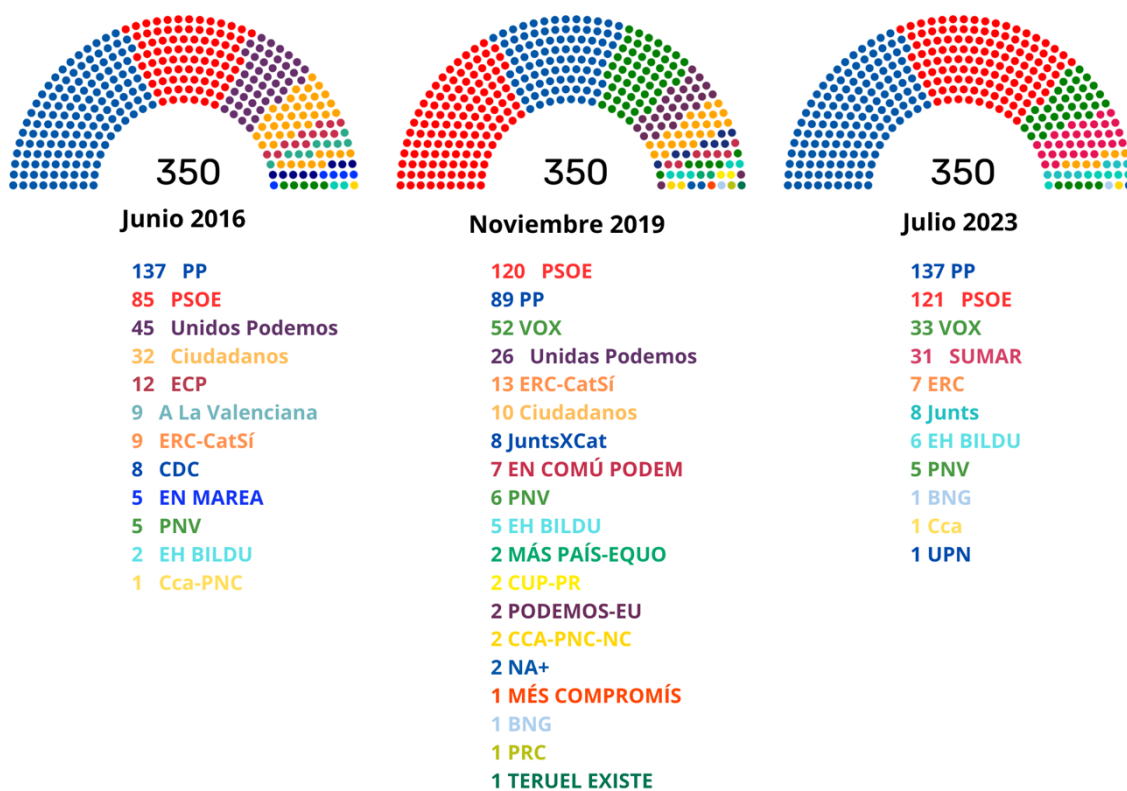 350
Junio 2016
137 PP
85 PSOE
45 Unidos Podemos
32 Ciudadanos
12 ECP
9 A La Valenciana
9 ERC-CatSí
8 CDC
5 EN MAREA
5 PNV
2 EH BILDU
1 Cca-PNC
350
Noviembre 2019
120 PSOE
89 PP
52 VOX
26 Unidas Podemos
13 ERC-CatSí
10 Ciudadanos
8 JuntsXCat
7 EN COMÚ PODEM
6 PNV
5 EH BILDU
2 MÁS PAÍS-EQUO
2 CUP-PR
2 PODEMOS-EU
2 CCA-PNC-NC
2 NA+
1 MÉS COMPROMÍS
1 BNG
1 PRC
1 TERUEL EXISTE
350
Julio 2023
137 PP
121 PSOE
33 VOX
31 SUMAR
7 ERC
8 Junts
6 EH BILDU
5 PNV
1 BNG
1 Cca
1 UPN